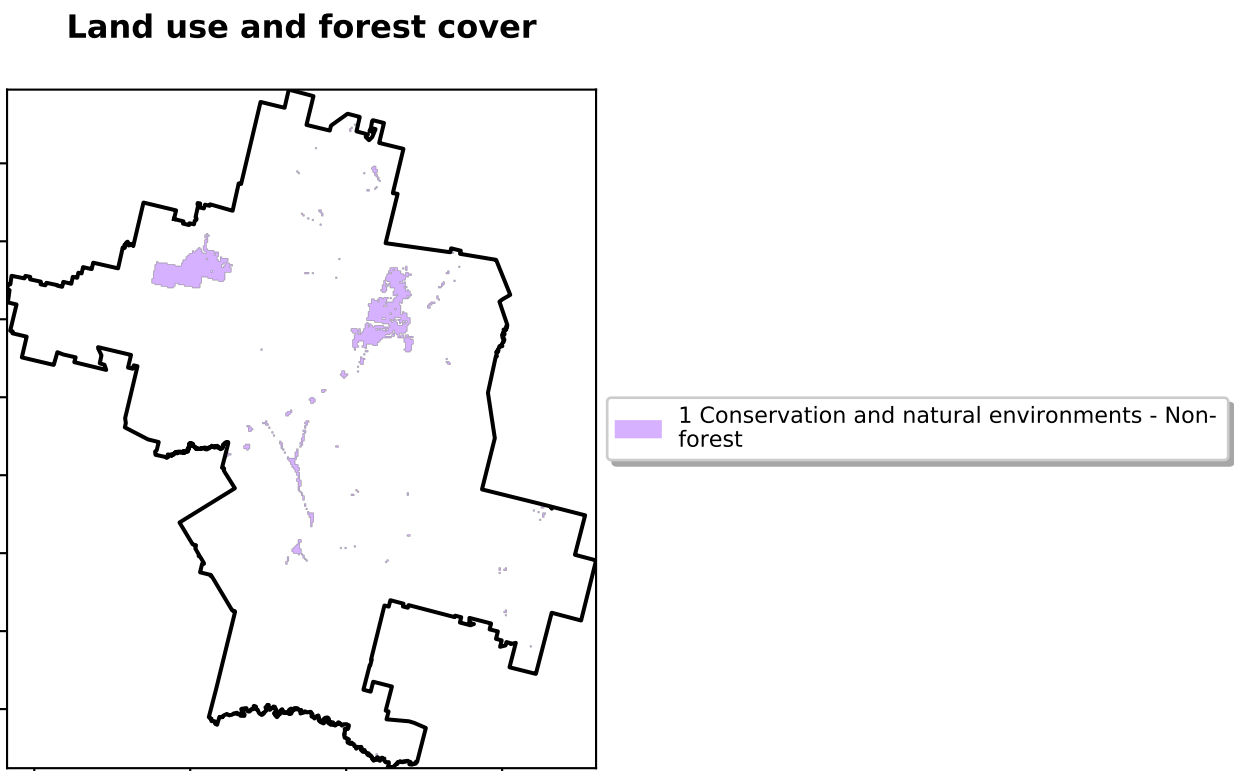 Land use and forest cover
1 Conservation and natural environments - Non-
forest